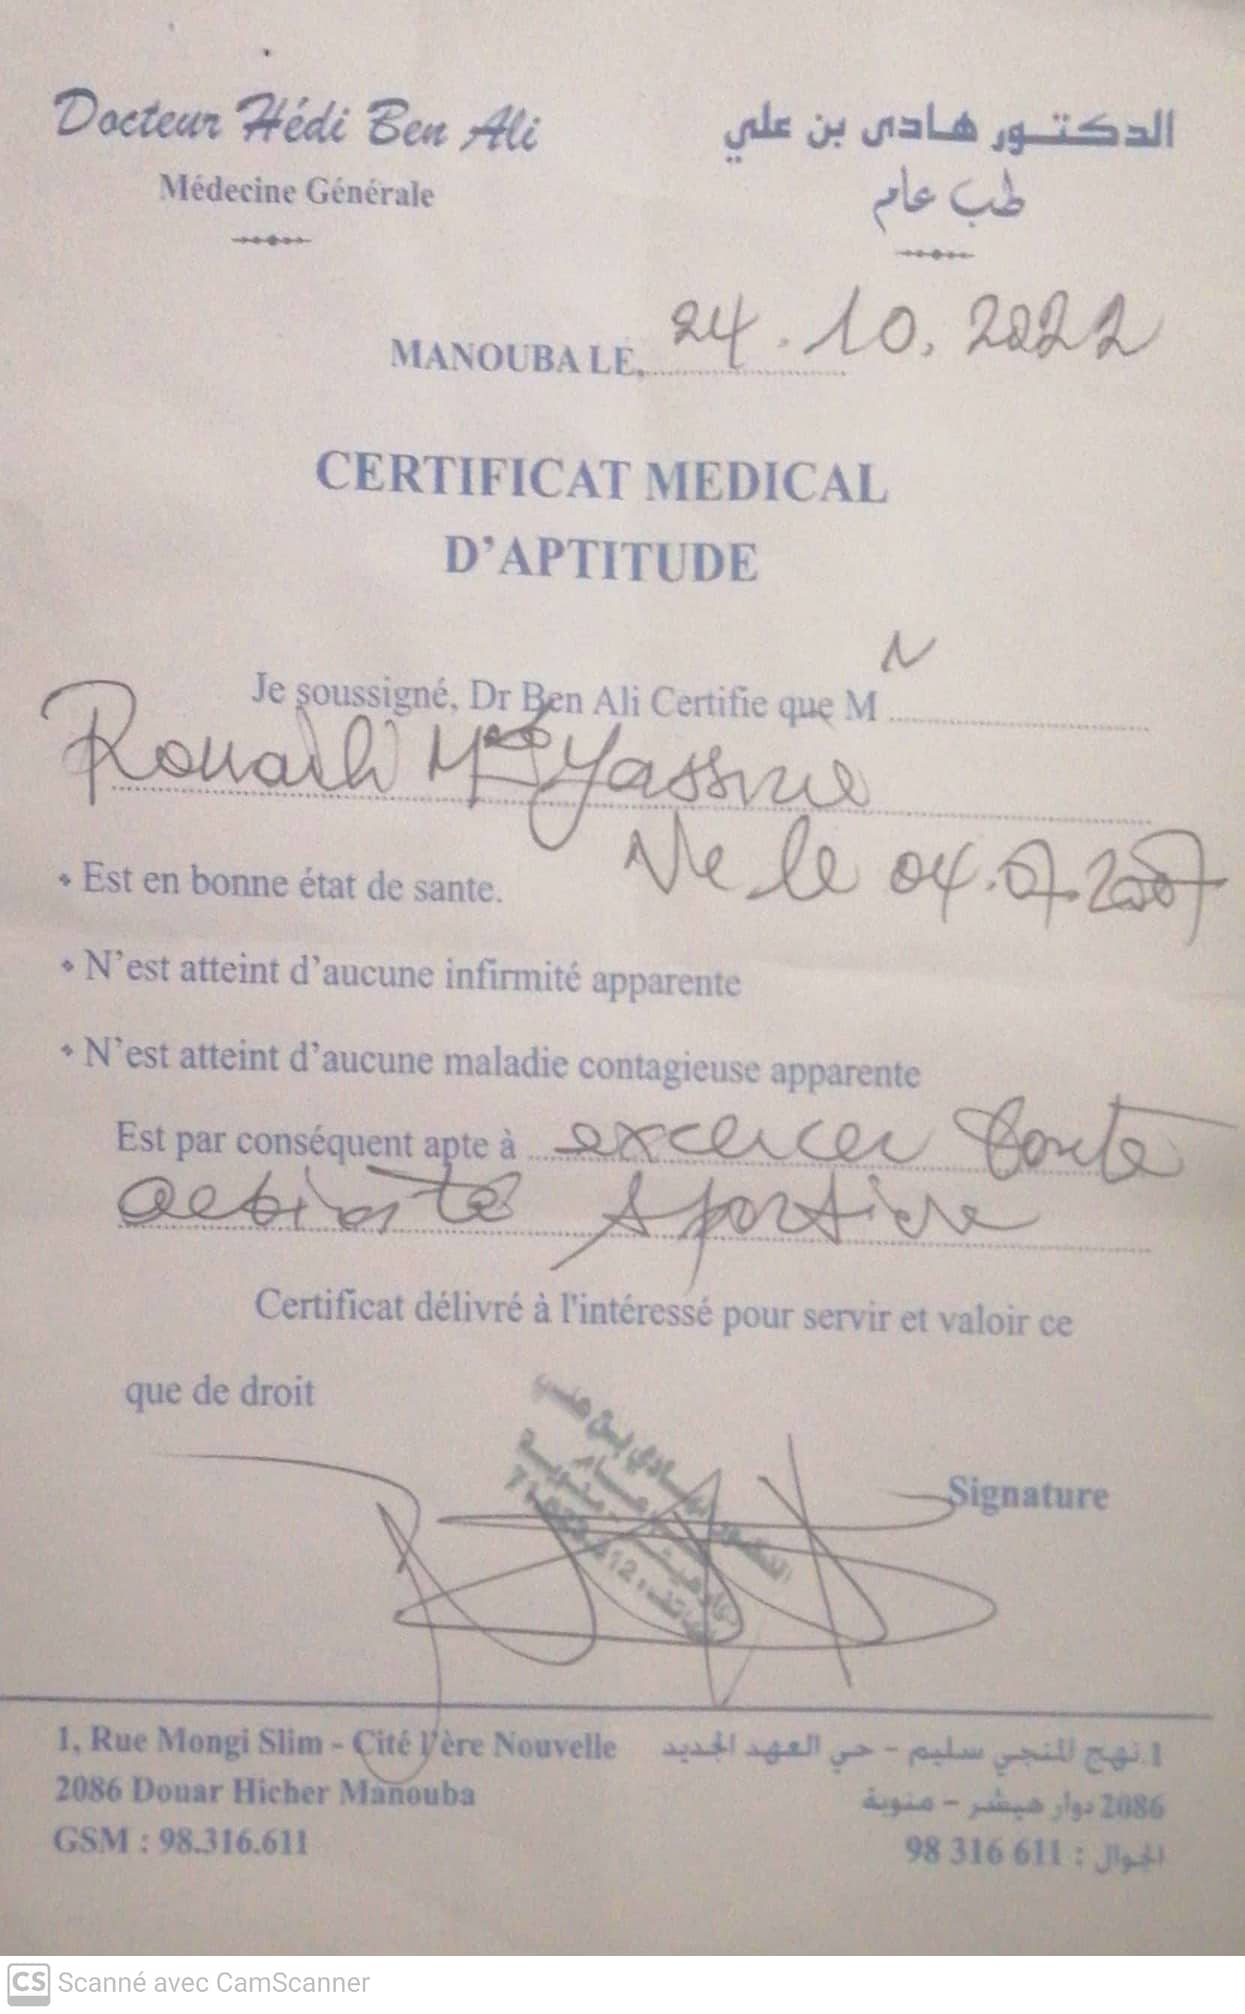 Docteur Hédi Ben Ali
Médecine Générale
الدكتور هادي بن علي
طب عام
MANOUBA LE, 24.10.2022
CERTIFICAT MEDICAL
D'APTITUDE
Je soussigné, Dr Ben Ali Certifie que M
Yassine
Né le 04.07.2007
• Est en bonne état de sante.
• N'est atteint d'aucune infirmité apparente
• N'est atteint d'aucune maladie contagieuse apparente
Est par conséquent apte à excercer toute
activité sportive
Certificat délivré à l'intéressé pour servir et valoir ce
que de droit
Signature
1, Rue Mongi Slim - Cité l'ère Nouvelle
2086 Douar Hicher Manouba
GSM : 98.316.611
1 نهج المنجي سليم - حي العهد الجديد
2086 دوار هيشر - منوبة
الجوال : 98 316 611
CS Scanné avec CamScanner